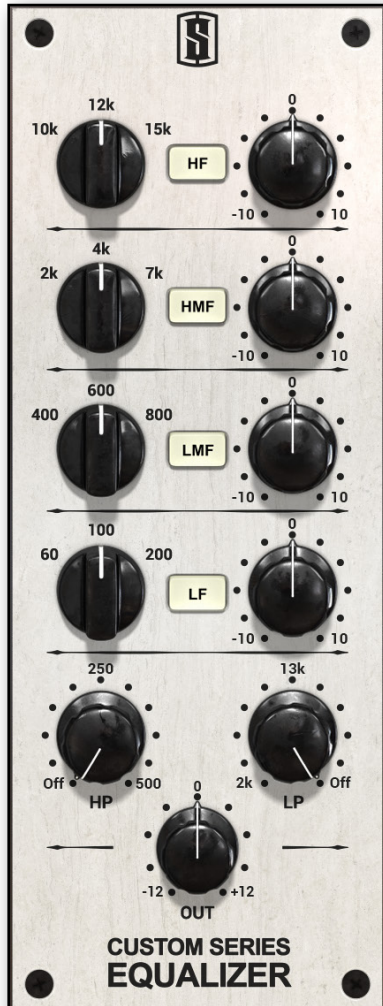 S
0
12k
10k 15k
HF
-10 10
0
4k
2k 7k
HMF
-10 10
0
600
400 800
LMF
-10 10
0
100
60 200
LF
-10 10
250 13k
Off 500 2k Off
HP LP
0
-12 +12
OUT
CUSTOM SERIES
EQUALIZER